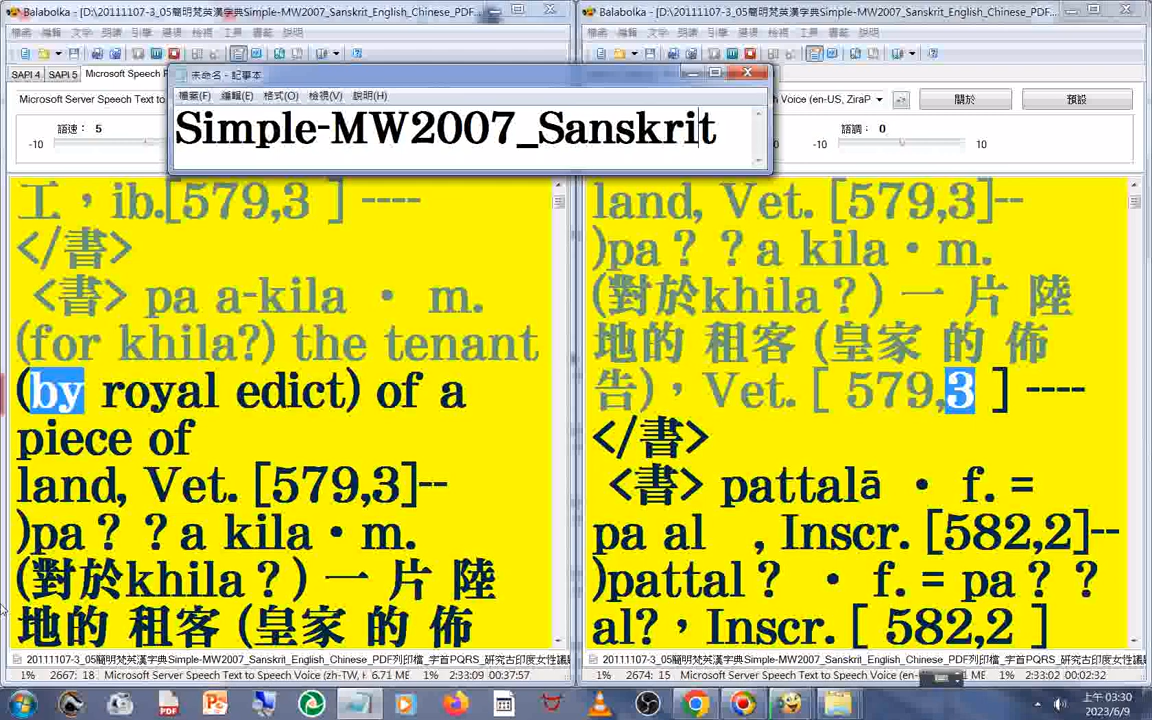 Balabolka - [D:\20111107-3_05簡明梵英漢字典Simple-MW2007_Sanskrit_English_Chinese_PDF...
Balabolka - [D:\20111107-3_05簡明梵英漢字典Simple-MW2007_Sanskrit_English_Chinese_PDF...
SAPI 4 SAPI 5 Microsoft Speech P
未命名 - 記事本
檔案(F) 編輯(E) 格式(O) 檢視(V) 說明(H)
Simple-MW2007_Sanskrit
Microsoft Server Speech Text to
Voice (en-US, ZiraP
關於
預設
語速： 5
-10
語調： 0
10
工，ib.[579,3 ] ----
</書>
<書> pa a-kila • m.
(for khila?) the tenant
(by royal edict) of a
piece of
land, Vet. [579,3]--
)pa？？a kila • m.
(對於khila？) 一 片 陸
地的 租客 (皇家 的 佈
land, Vet. [579,3]--
)pa？？a kila • m.
(對於khila？) 一 片 陸
地的 租客 (皇家 的 佈
告)，Vet. [ 579,3 ] ----
</書>
<書> pattalā • f. =
pa al , Inscr. [582,2]--
)pattal？ • f. = pa？？
al?，Inscr. [ 582,2 ]
20111107-3_05簡明梵英漢字典Simple-MW2007_Sanskrit_English_Chinese_PDF列印檔_字首PQRS_研究古印度女性議
20111107-3_05簡明梵英漢字典Simple-MW2007_Sanskrit_English_Chinese_PDF列印檔_字首PQRS_研究古印度女性議
1% 2667; 18 Microsoft Server Speech Text to Speech Voice (zh-TW, H 6.71 ME 1% 2:33:09 00:37:57
1% 2674: 15 Microsoft Server Speech Text to Speech Voice (en- 1% 2:33:02 00:02:32
上午 03:30
2023/6/9